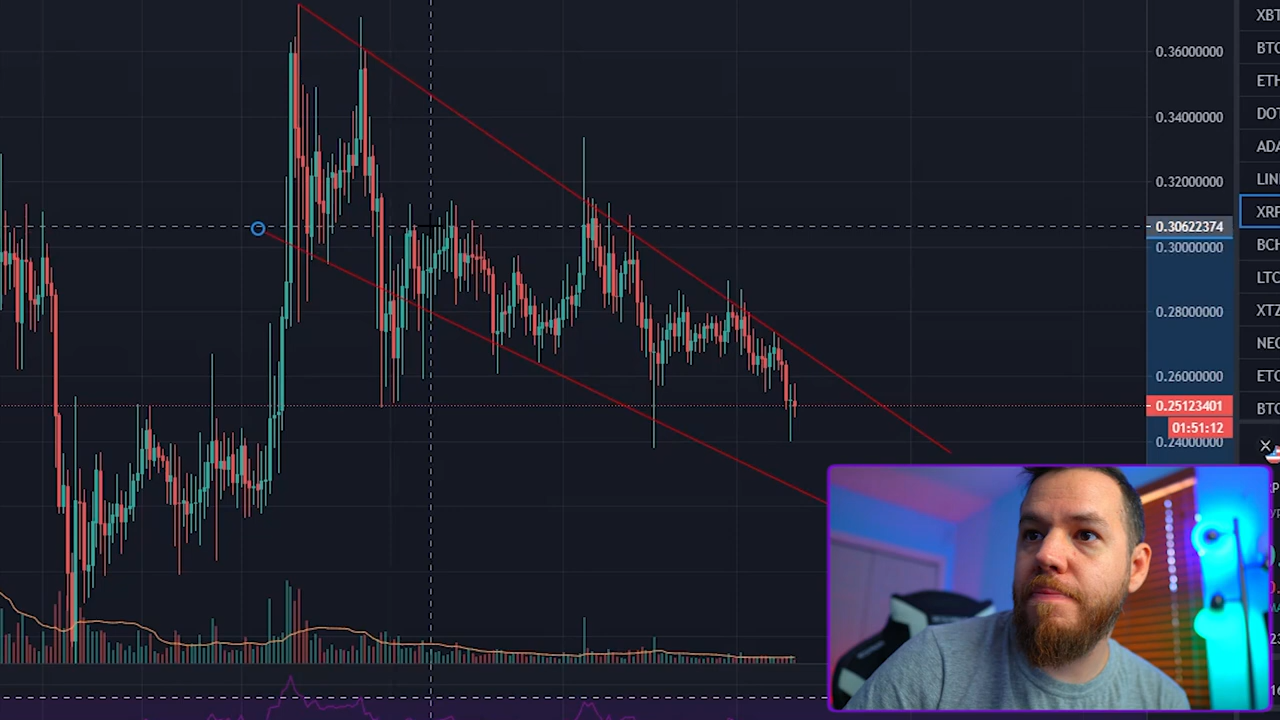 0.36000000
0.34000000
0.32000000
0.30622374
0.30000000
0.28000000
0.26000000
0.25123401
01:51:12
0.24000000
XBT
BTC
ETH
DOT
ADA
LIN
XRP
BCH
LTC
XTZ
NEO
ETC
BTC